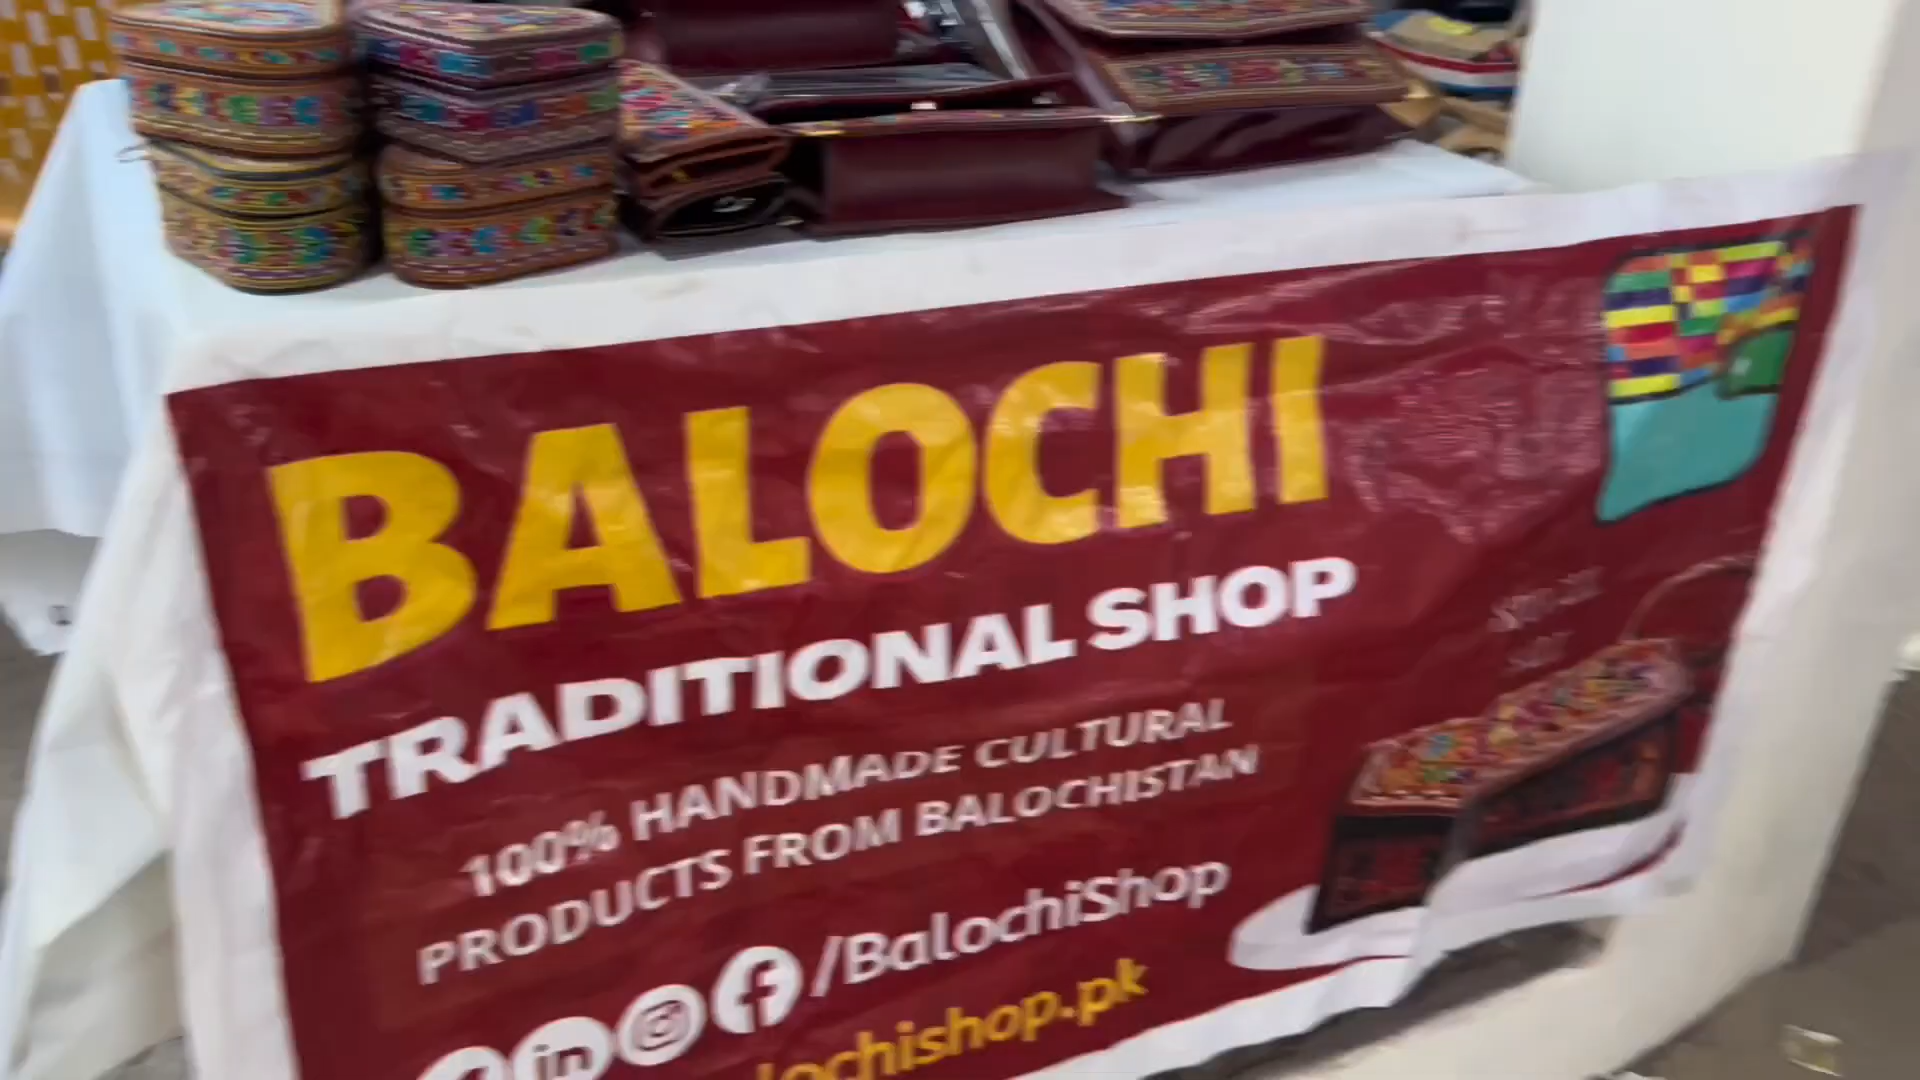 BALOCHI
TRADITIONAL SHOP
100% HANDMADE CULTURAL
PRODUCTS FROM BALOCHISTAN
/BalochiShop
lochishop.pk